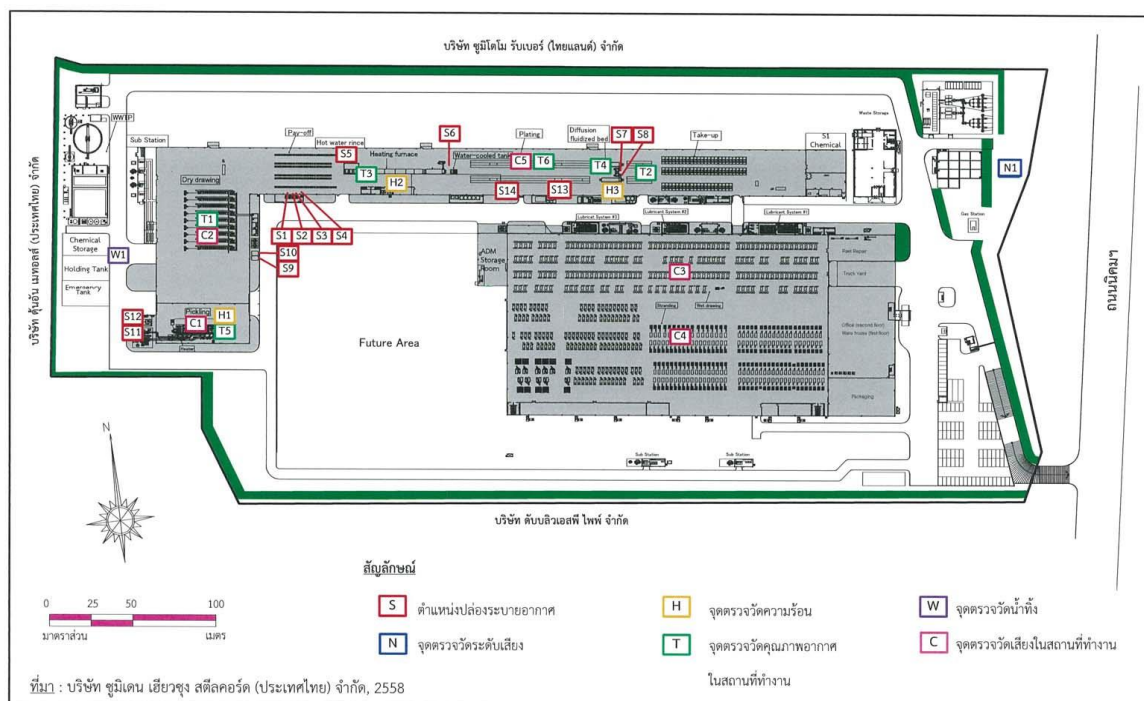 บริษัท ซูมิโตโม รับเบอร์ (ไทยแลนด์) จำกัด
WWTP
Sub Station
Pay-off
Hot water rince
S5
Heating furnace
S6
Water-cooled tank
Plating
Diffusion
fluidized bed
S7
S8
Take-up
S1
Chemical
Waste Storage
T3
H2
C5
T6
T4
T2
S14
S13
H3
N1
บริษัท ตุ้นอัน เมทอลส์ (ประเทศไทย) จำกัด
Dry drawing
T1
C2
S1
S2
S3
S4
S10
S9
Chemical
Storage
Holding Tank
Emergency
Tank
W1
S12
S11
Pickling
C1
H1
T5
Future Area
ADM
Storage
Room
Lubricat System #3
Lubricant System #2
Lubricant System #1
C3
Stranding
Wet drawing
C4
Reel Repair
Truck Yard
Office (second floor)
Packaging
Gas Station
ถนนนิคมฯ
Sub Station
Sub Station
N
บริษัท ดับบลิวเอสพี ไพพ์ จำกัด
สัญลักษณ์
S ตำแหน่งปล่องระบายอากาศ
H จุดตรวจวัดความร้อน
W จุดตรวจวัดน้ำทิ้ง
N จุดตรวจวัดระดับเสียง
T จุดตรวจวัดคุณภาพอากาศ
ในสถานที่ทำงาน
C จุดตรวจวัดเสียงในสถานที่ทำงาน
0 25 50 100
มาตราส่วน เมตร
ที่มา : บริษัท ซูมิเดน เฮียวซุง สตีลคอร์ด (ประเทศไทย) จำกัด, 2558